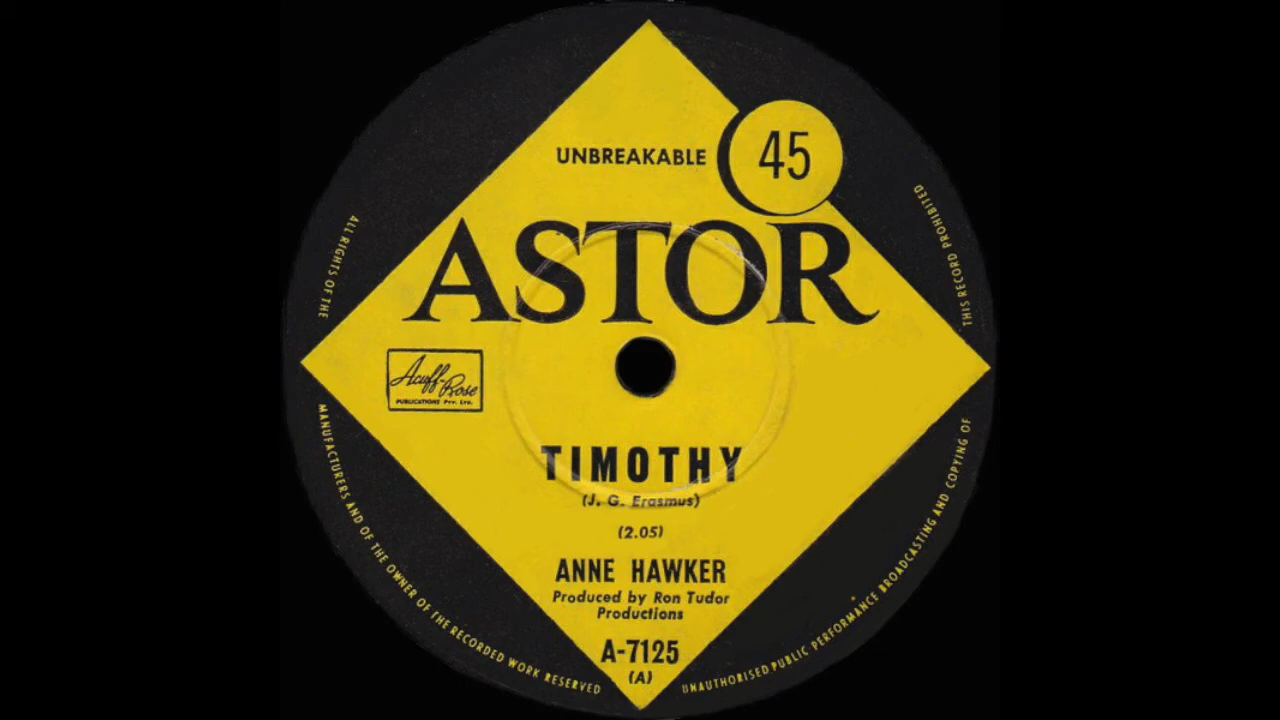 UNBREAKABLE
45
ASTOR
Acuff-Rose
PUBLICATIONS Pty. Ltd.
TIMOTHY
(J. G. Erasmus)
(2.05)
ANNE HAWKER
Produced by Ron Tudor
Productions
A-7125
(A)
ALL RIGHTS OF THE
MANUFACTURERS AND OF THE OWNER OF THE RECORDED WORK RESERVED
UNAUTHORISED PUBLIC PERFORMANCE BROADCASTING AND COPYING OF
THIS RECORD PROHIBITED